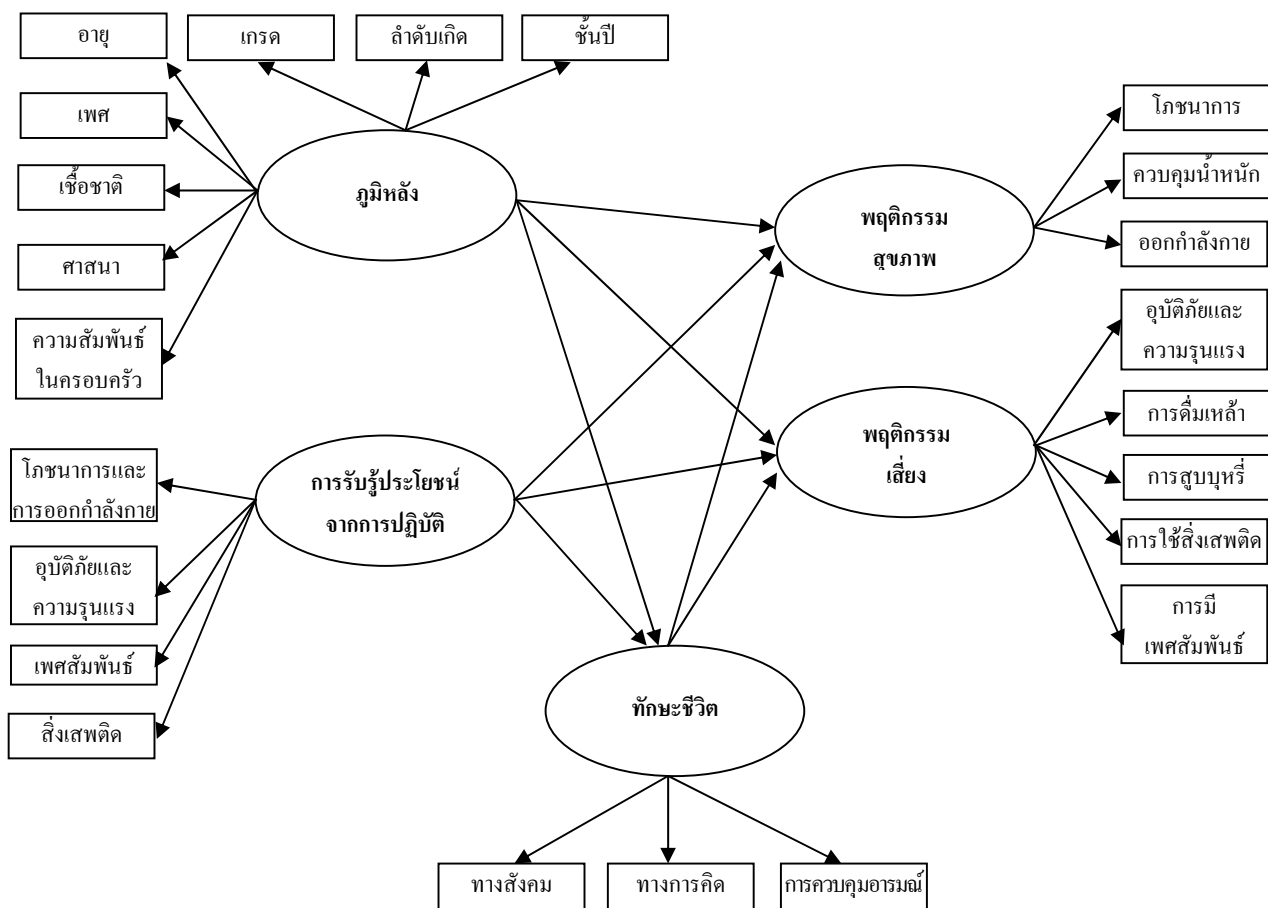 อายุ
เกรด
ลำดับเกิด
ชั้นปี
เพศ
เชื้อชาติ
ศาสนา
ความสัมพันธ์
ในครอบครัว
ภูมิหลัง
พฤติกรรม
สุขภาพ
โภชนาการ
ควบคุมน้ำหนัก
ออกกำลังกาย
อุบัติภัยและ
ความรุนแรง
การดื่มเหล้า
การสูบบุหรี่
การใช้สิ่งเสพติด
การมี
เพศสัมพันธ์
พฤติกรรม
เสี่ยง
การรับรู้ประโยชน์
จากการปฏิบัติ
โภชนาการและ
การออกกำลังกาย
อุบัติภัยและ
ความรุนแรง
เพศสัมพันธ์
สิ่งเสพติด
ทักษะชีวิต
ทางสังคม
ทางการคิด
การควบคุมอารมณ์